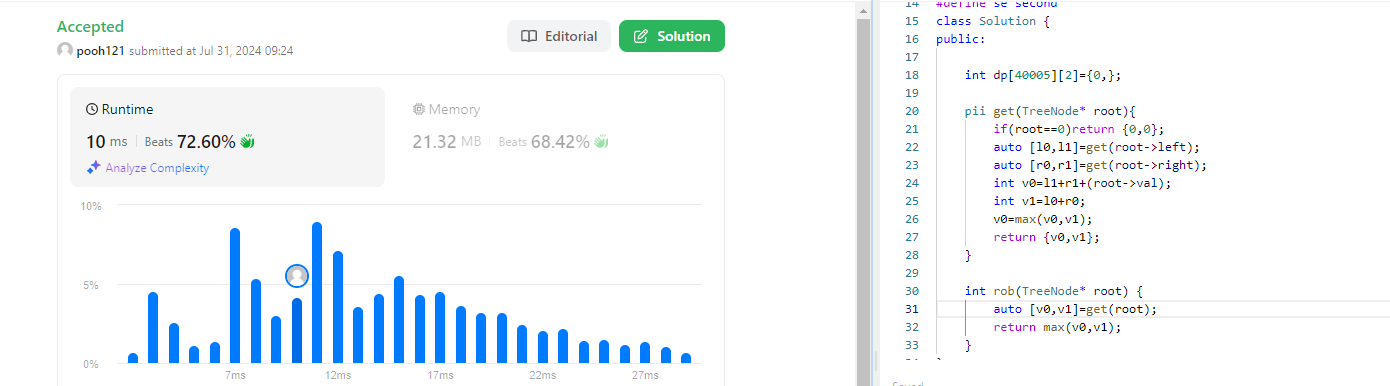 Accepted
pooh121 submitted at Jul 31, 2024 09:24
Editorial
Solution
Runtime
10 ms | Beats 72.60%
Analyze Complexity
Memory
21.32 MB | Beats 68.42%
10%
5%
0%
7ms
12ms
17ms
22ms
27ms
14 #define se second
15 class Solution {
16 public:
17
18     int dp[40005][2]={0,};
19
20     pii get(TreeNode* root){
21         if(root==0)return {0,0};
22         auto [l0,l1]=get(root->left);
23         auto [r0,r1]=get(root->right);
24         int v0=l1+r1+(root->val);
25         int v1=l0+r0;
26         v0=max(v0,v1);
27         return {v0,v1};
28     }
29
30     int rob(TreeNode* root) {
31         auto [v0,v1]=get(root);
32         return max(v0,v1);
33     }
Saved